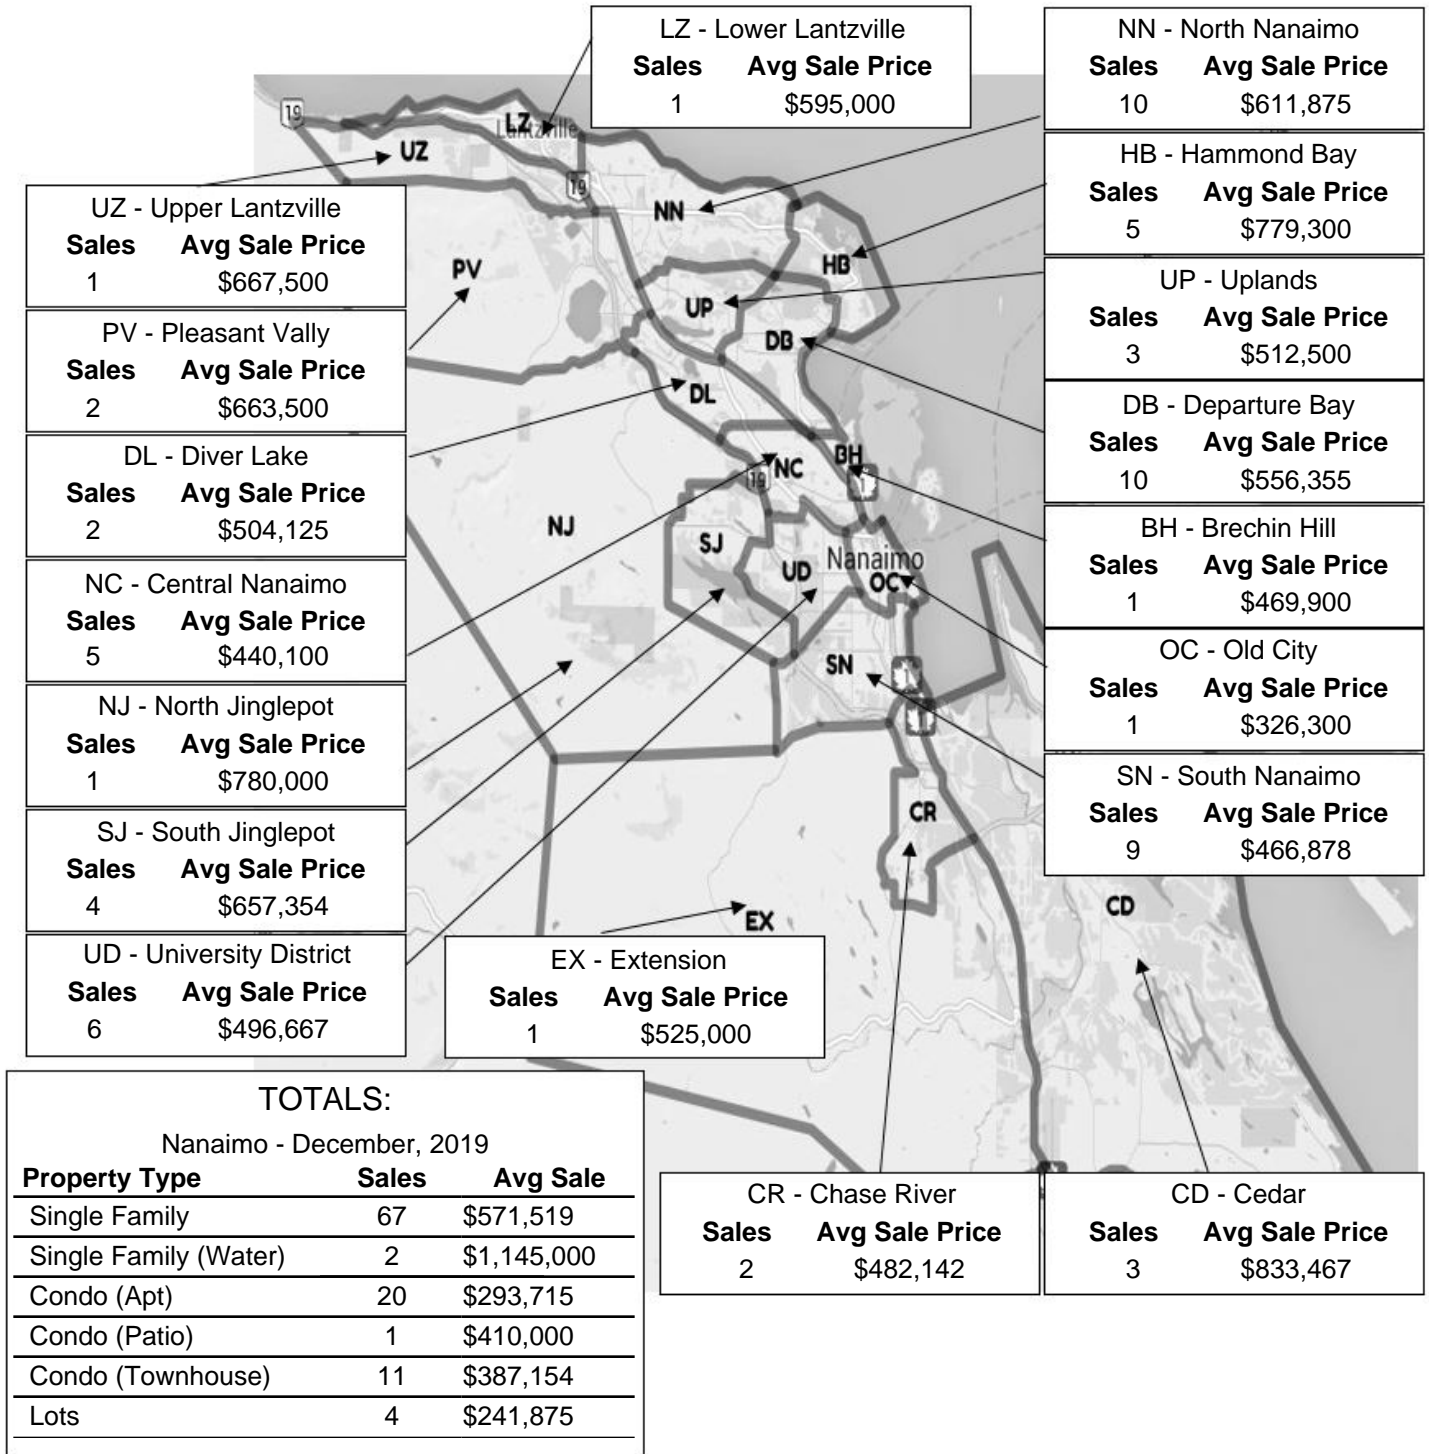 LZ - Lower Lantzville
Sales Avg Sale Price
1 $595,000
NN - North Nanaimo
Sales Avg Sale Price
10 $611,875
HB - Hammond Bay
Sales Avg Sale Price
5 $779,300
UP - Uplands
Sales Avg Sale Price
3 $512,500
DB - Departure Bay
Sales Avg Sale Price
10 $556,355
BH - Brechin Hill
Sales Avg Sale Price
1 $469,900
OC - Old City
Sales Avg Sale Price
1 $326,300
SN - South Nanaimo
Sales Avg Sale Price
9 $466,878
UZ - Upper Lantzville
Sales Avg Sale Price
1 $667,500
PV - Pleasant Vally
Sales Avg Sale Price
2 $663,500
DL - Diver Lake
Sales Avg Sale Price
2 $504,125
NC - Central Nanaimo
Sales Avg Sale Price
5 $440,100
NJ - North Jinglepot
Sales Avg Sale Price
1 $780,000
SJ - South Jinglepot
Sales Avg Sale Price
4 $657,354
UD - University District
Sales Avg Sale Price
6 $496,667
EX - Extension
Sales Avg Sale Price
1 $525,000
CR - Chase River
Sales Avg Sale Price
2 $482,142
CD - Cedar
Sales Avg Sale Price
3 $833,467
19
LZ
Lantzville
UZ
19
NN
PV
HB
UP
DB
DL
BH
NC
19
1
NJ
SJ
UD
Nanaimo
OC
SN
CR
EX
CD
TOTALS:
Nanaimo - December, 2019
Property Type Sales Avg Sale
Single Family 67 $571,519
Single Family (Water) 2 $1,145,000
Condo (Apt) 20 $293,715
Condo (Patio) 1 $410,000
Condo (Townhouse) 11 $387,154
Lots 4 $241,875